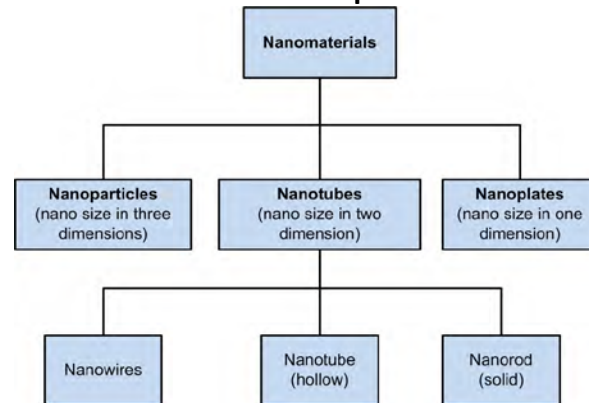 Nanomaterials
Nanoparticles
(nano size in three
dimensions)
Nanotubes
(nano size in two
dimension)
Nanoplates
(nano size in one
dimension)
Nanowires
Nanotube
(hollow)
Nanorod
(solid)